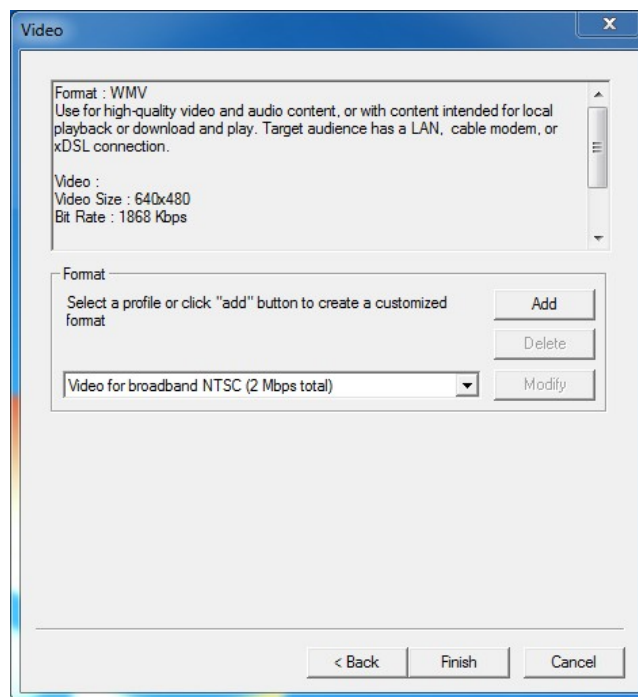 Video
Format : WMV
Use for high-quality video and audio content, or with content intended for local
playback or download and play. Target audience has a LAN, cable modem, or
xDSL connection.
Video :
Video Size : 640x480
Bit Rate : 1868 Kbps
Format
Select a profile or click "add" button to create a customized
format
Add
Delete
Video for broadband NTSC (2 Mbps total)
Modify
< Back
Finish
Cancel